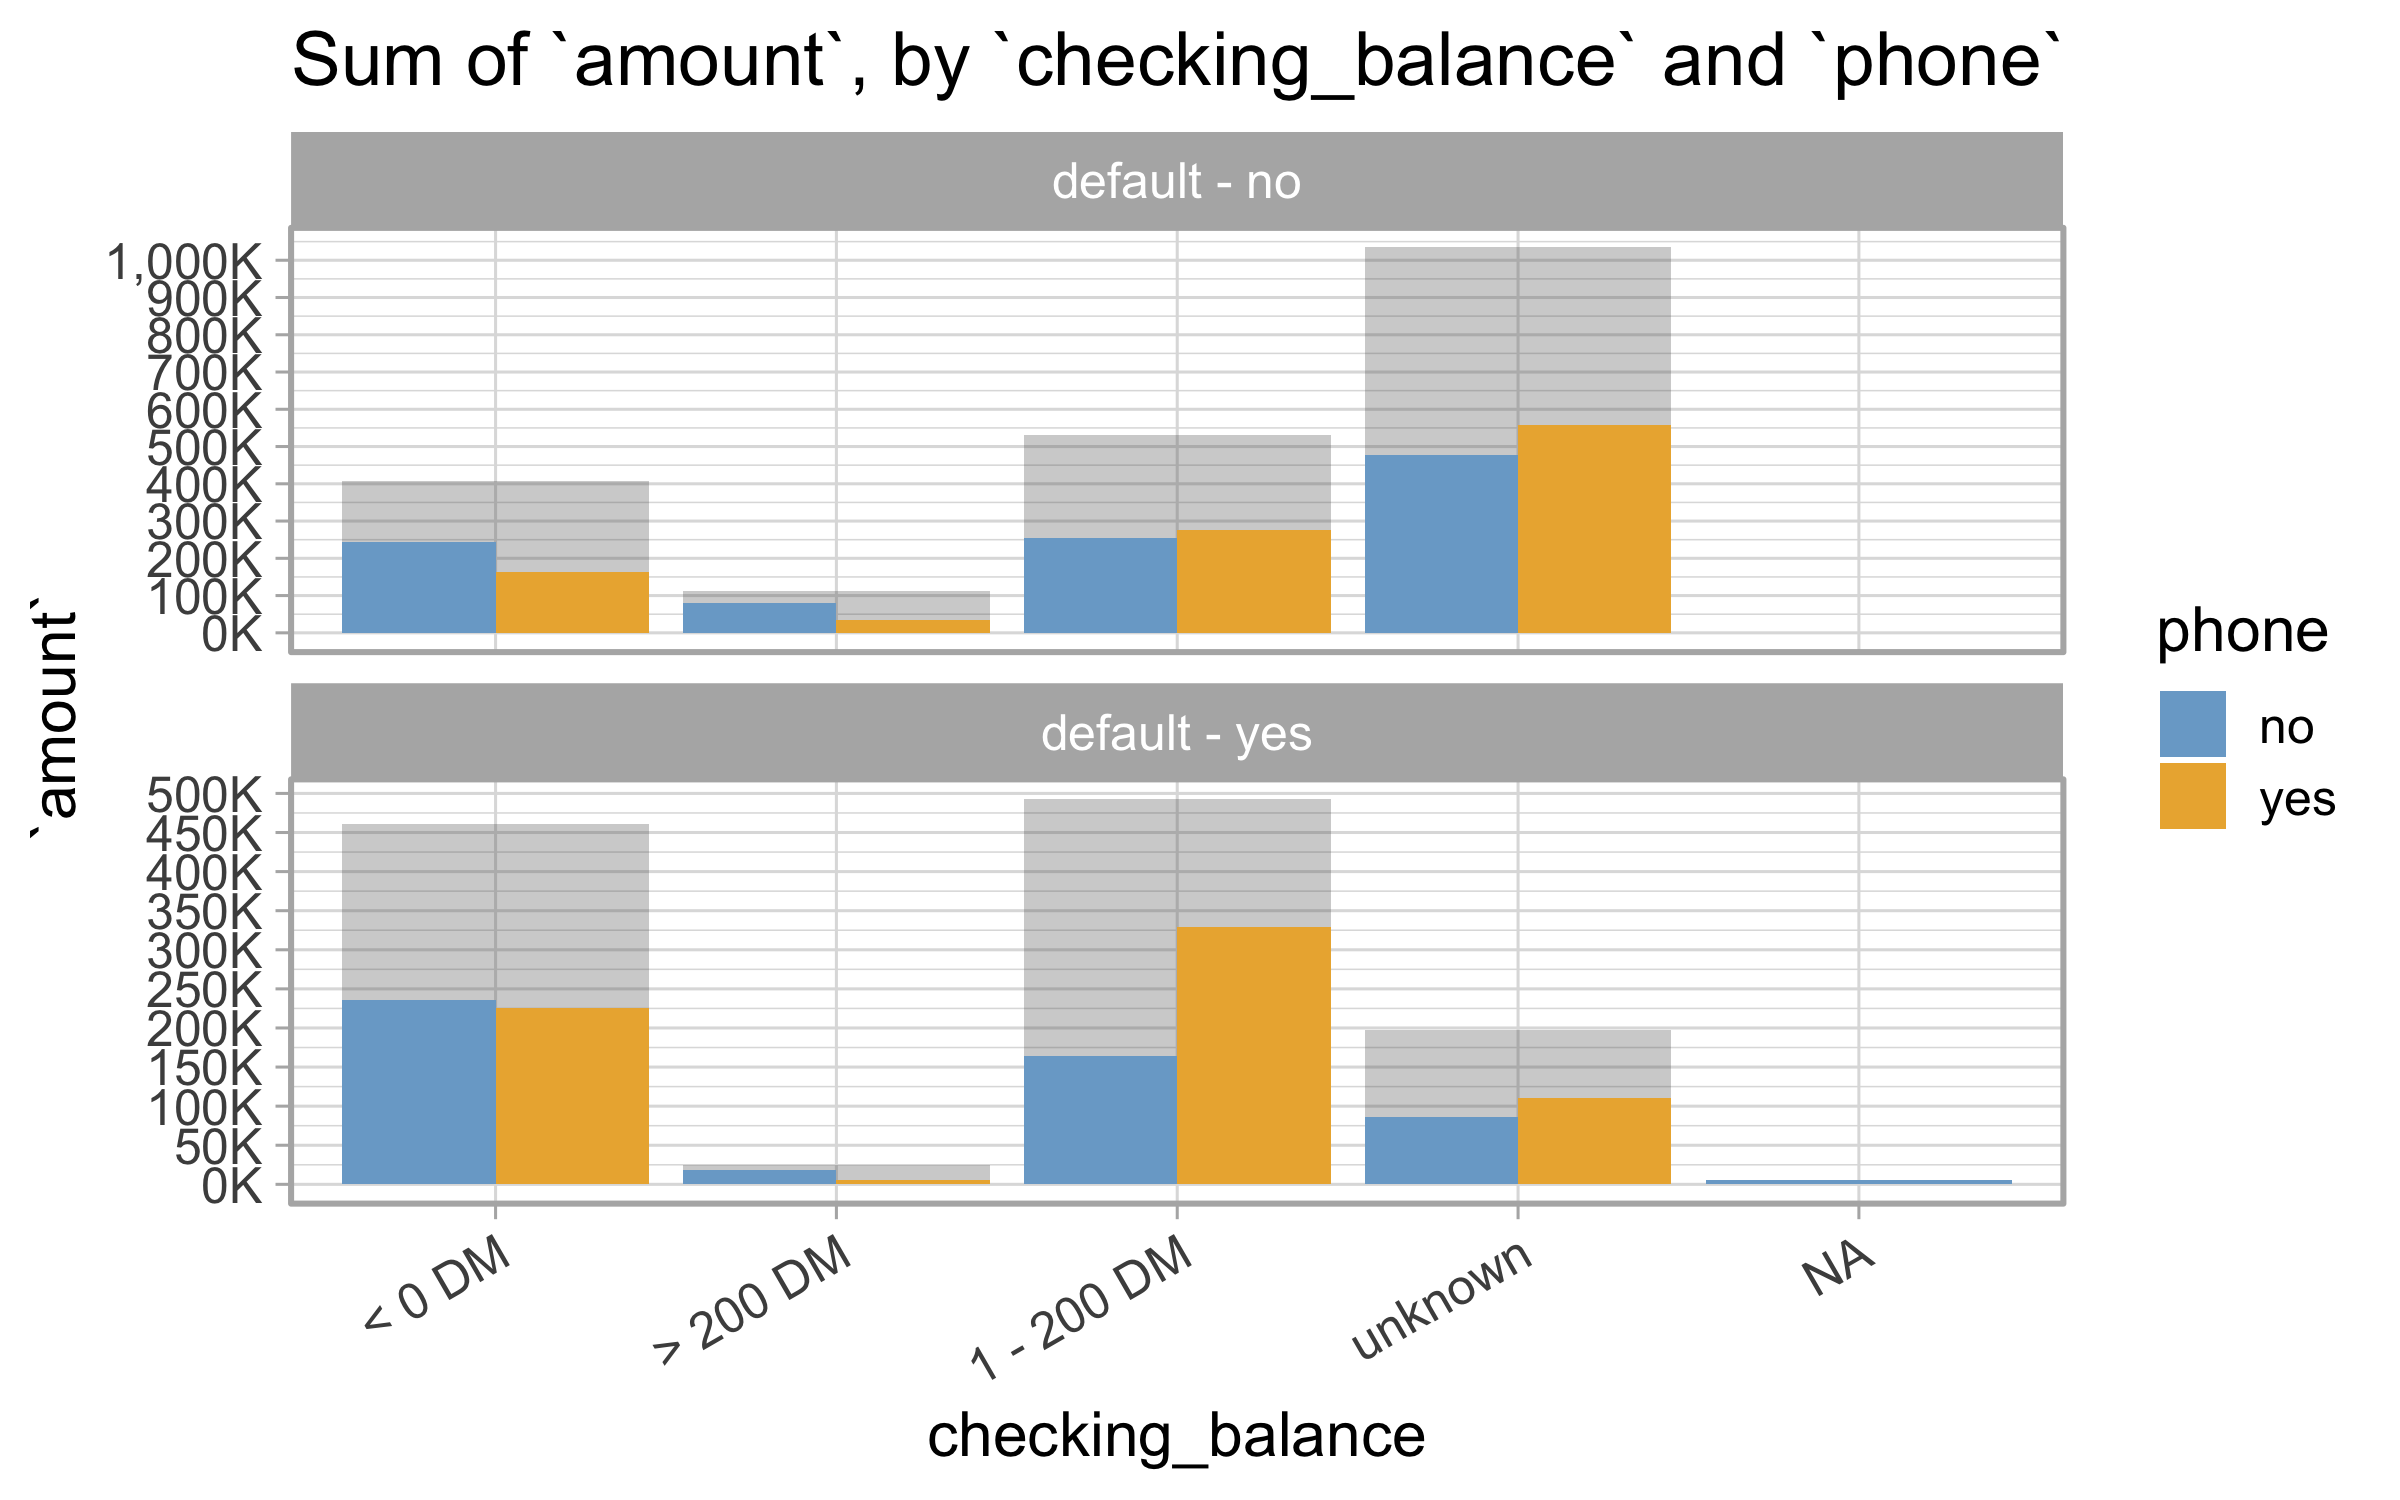 Sum of `amount`, by `checking_balance` and `phone`
default - no
1,000K
900K
800K
700K
600K
500K
400K
300K
200K
100K
0K
default - yes
500K
450K
400K
350K
300K
250K
200K
150K
100K
50K
0K
`amount`
< 0 DM
> 200 DM
1 - 200 DM
unknown
NA
checking_balance
phone
no
yes